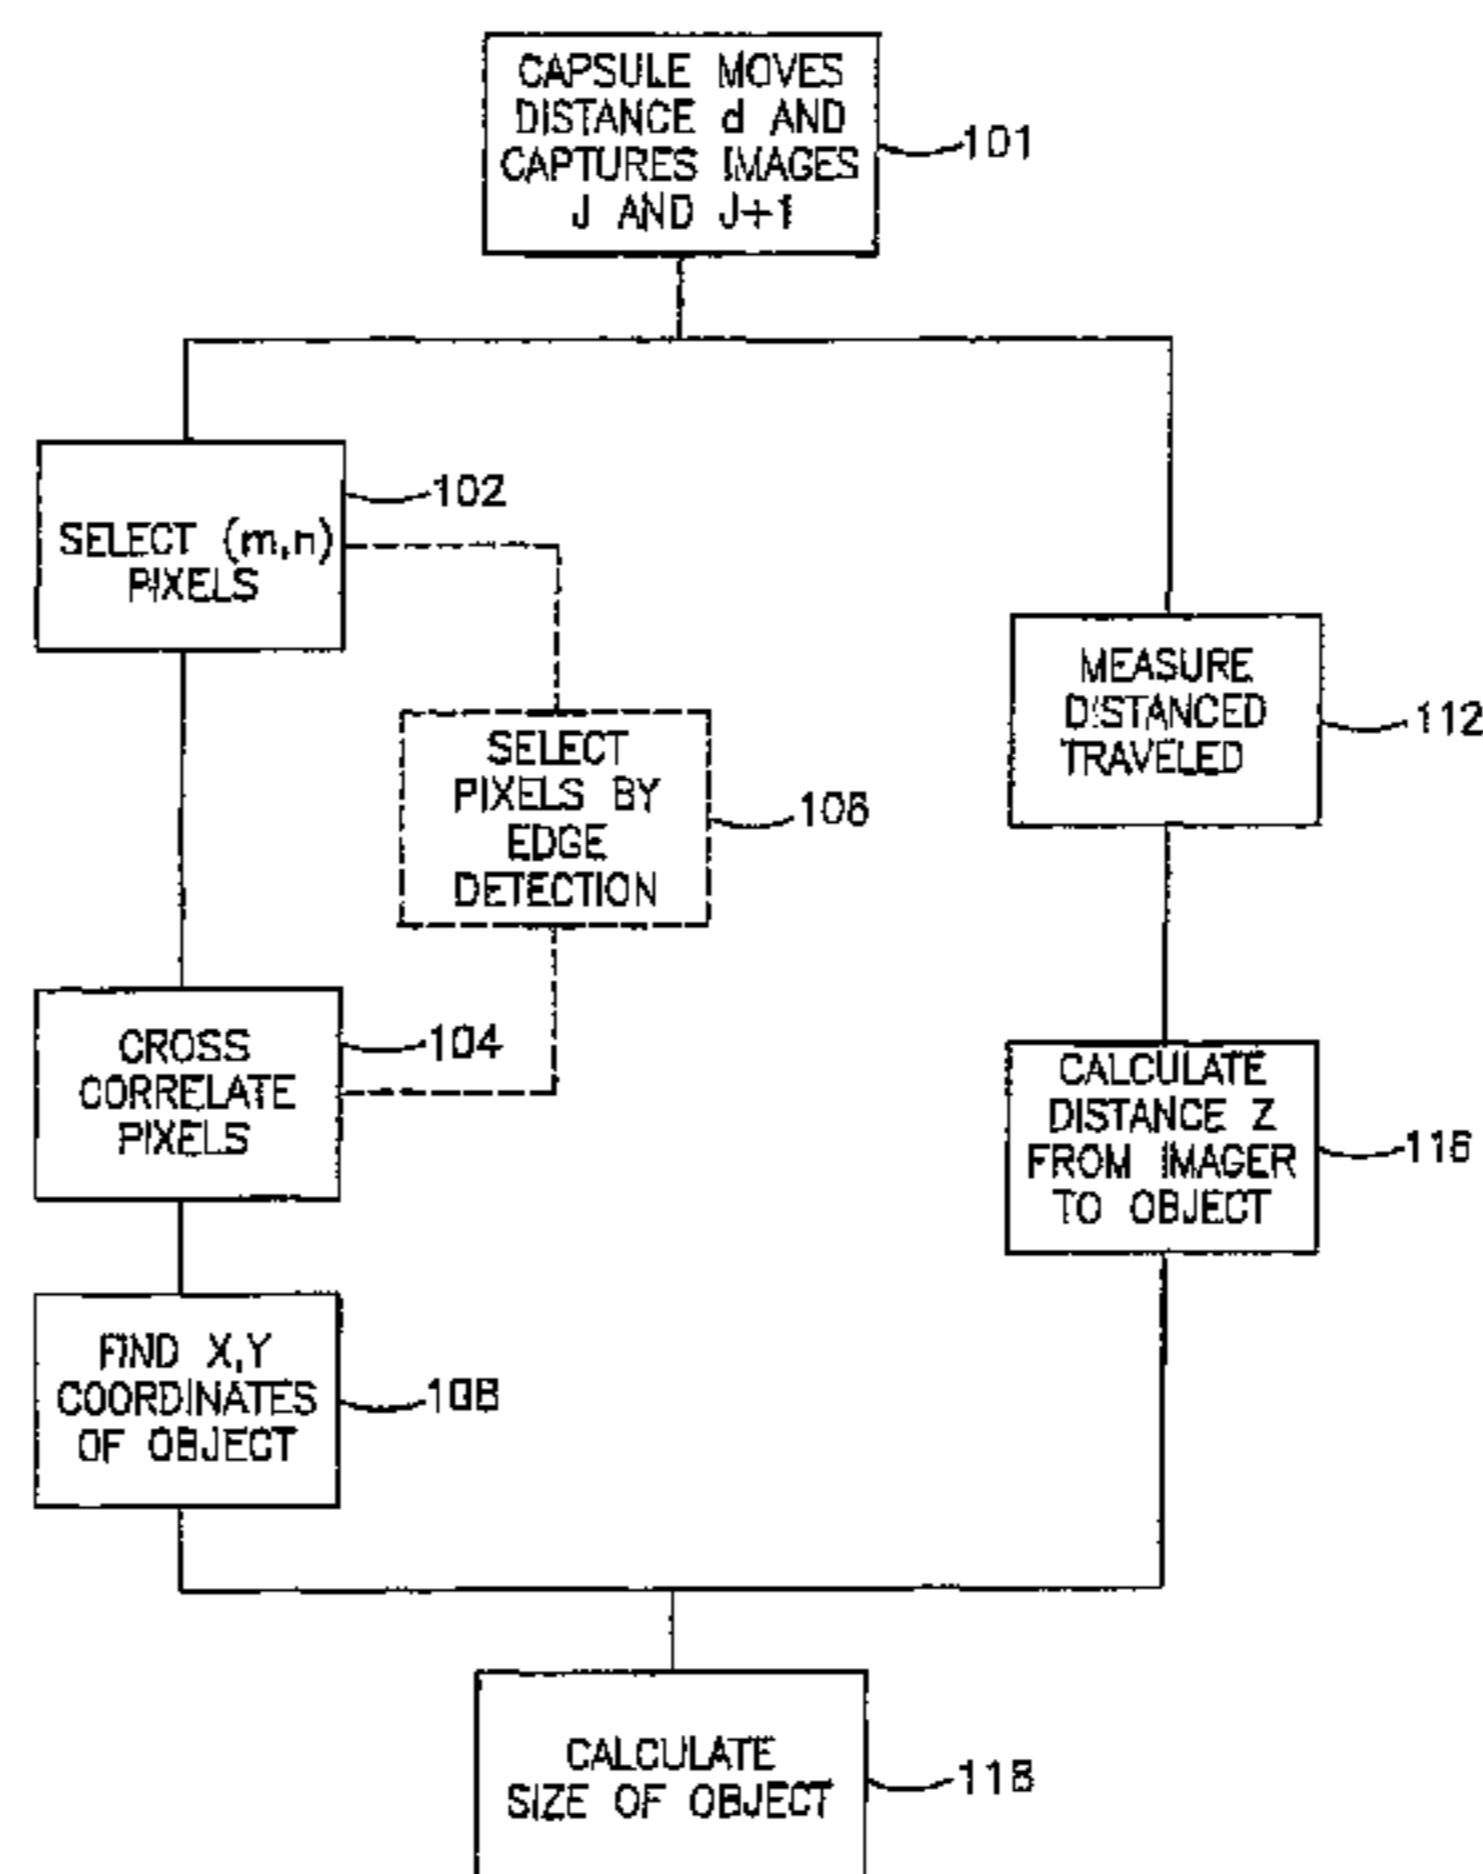 CAPSULE MOVES
DISTANCE d AND
CAPTURES IMAGES
J AND J+1
101
102
SELECT (m,n)
PIXELS
MEASURE
DISTANCED
TRAVELED
112
SELECT
PIXELS BY
EDGE
DETECTION
106
CROSS
CORRELATE
PIXELS
104
CALCULATE
DISTANCE Z
FROM IMAGER
TO OBJECT
116
FIND X,Y
COORDINATES
OF OBJECT
108
CALCULATE
SIZE OF OBJECT
118